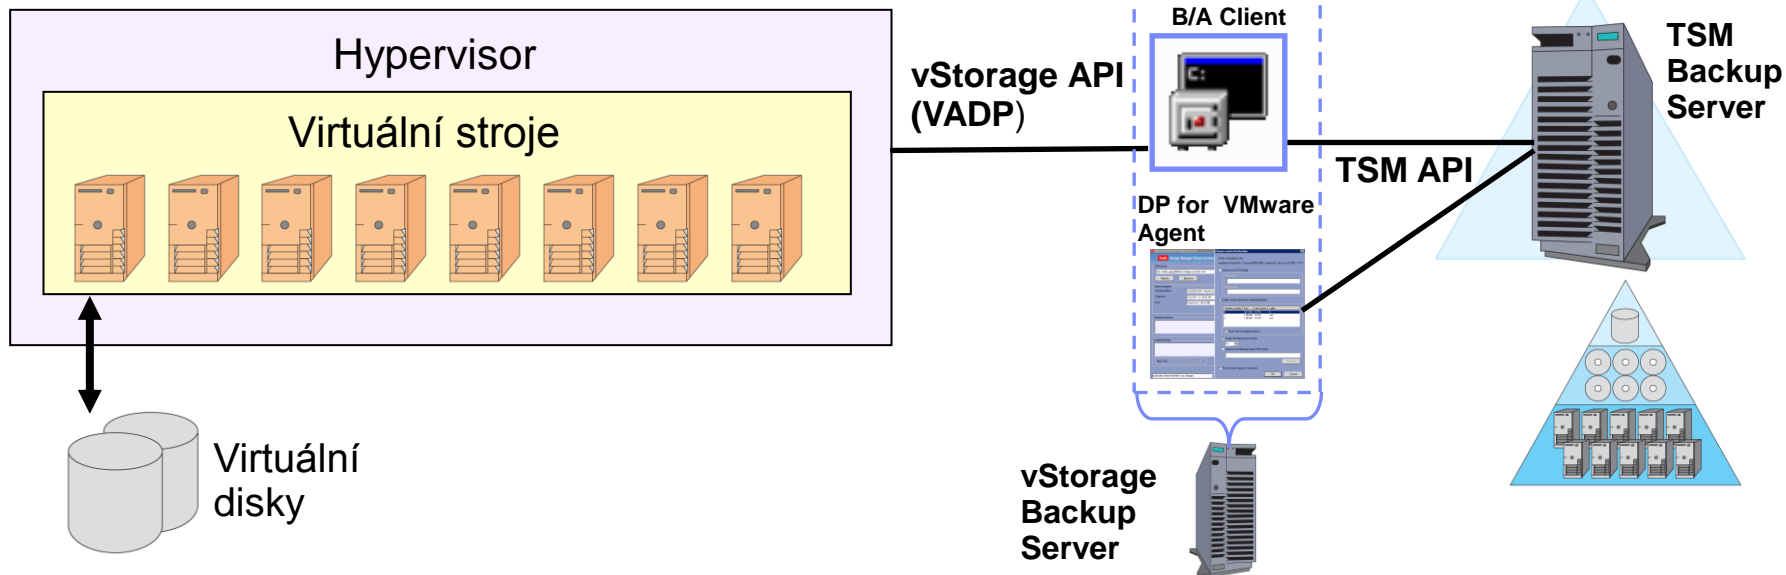 Hypervisor
Virtuální stroje
Virtuální
disky
vStorage API
(VADP)
B/A Client
C:
DP for VMware
Agent
TSM API
TSM
Backup
Server
vStorage
Backup
Server